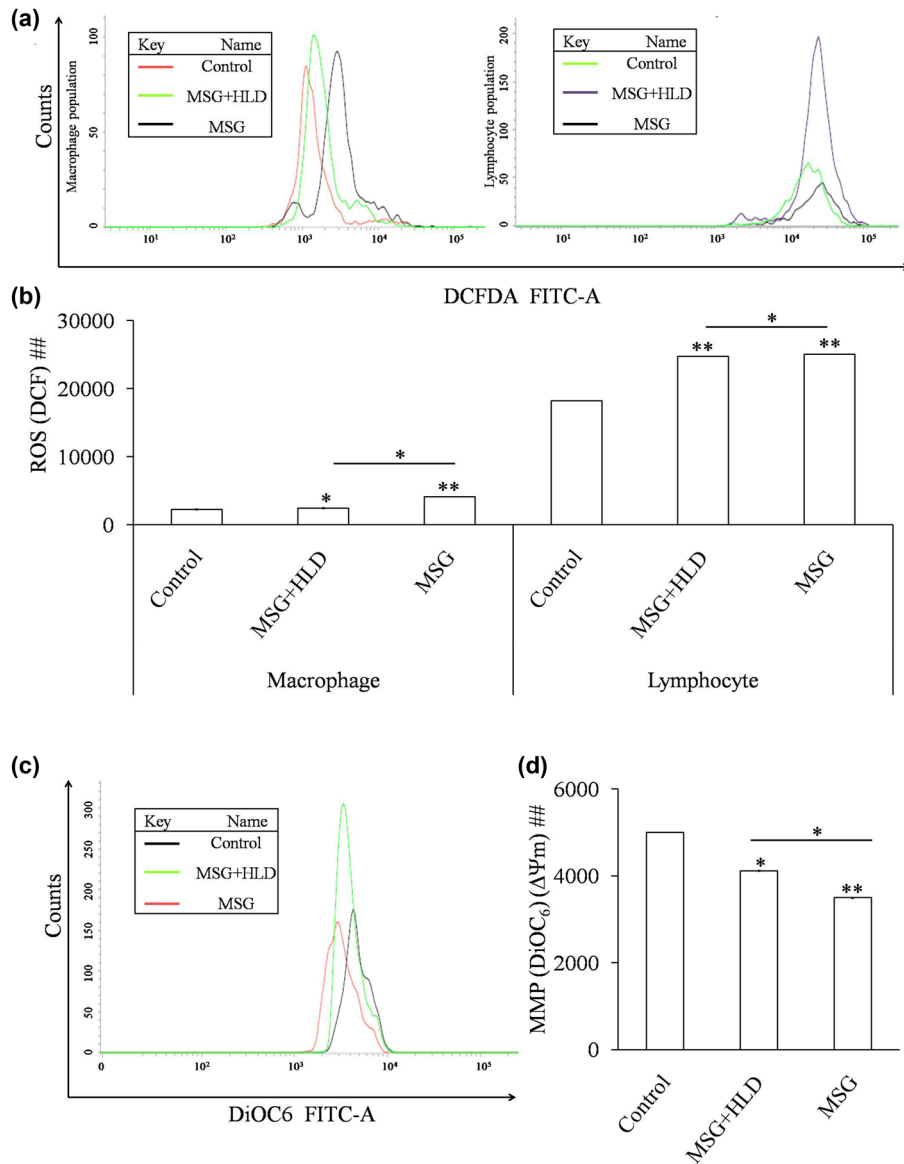 (a)
Counts
Macrophage population
100
50
0
Key Name
Control
MSG+HLD
MSG
10¹ 10² 10³ 10⁴ 10⁵
Lymphocyte population
200
150
100
50
0
Key Name
Control
MSG+HLD
MSG
10¹ 10² 10³ 10⁴ 10⁵
DCFDA FITC-A
(b)
ROS (DCF) ##
30000
20000
10000
0
*
*
**
*
**
**
Control
MSG+HLD
MSG
Control
MSG+HLD
MSG
Macrophage
Lymphocyte
(c)
Counts
300
250
200
150
100
50
0
Key Name
Control
MSG+HLD
MSG
0 10² 10³ 10⁴ 10⁵
DiOC6 FITC-A
(d)
MMP (DiOC₆) (ΔΨm) ##
6000
4000
2000
0
*
*
**
Control
MSG+HLD
MSG